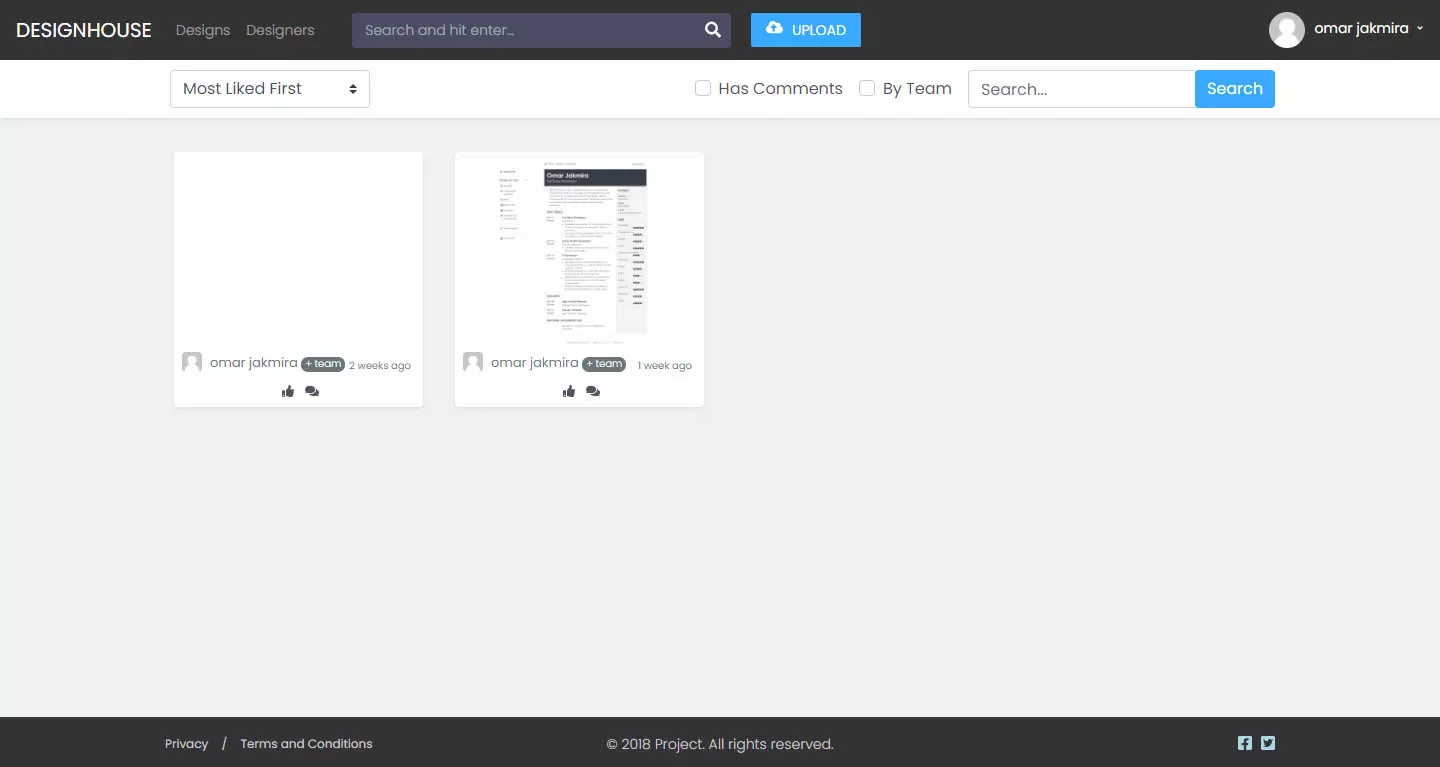 DESIGNHOUSE Designs Designers Search and hit enter... UPLOAD omar jakmira
Most Liked First Has Comments By Team Search... Search
Omar Jakmira
omar jakmira + team 2 weeks ago
omar jakmira + team 1 week ago
Privacy / Terms and Conditions © 2018 Project. All rights reserved.